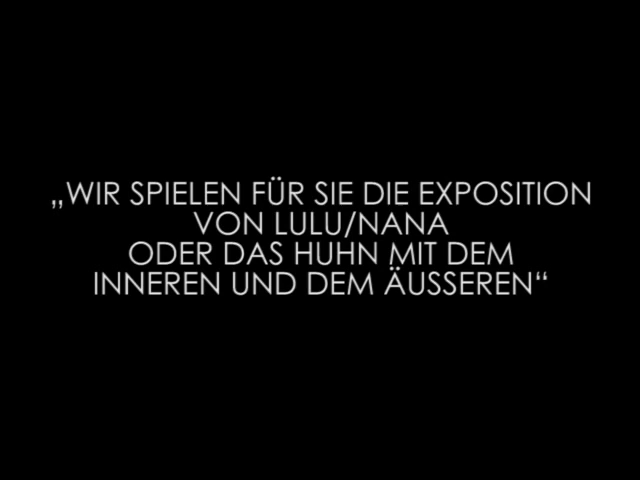 „WIR SPIELEN FÜR SIE DIE EXPOSITION
VON LULU/NANA
ODER DAS HUHN MIT DEM
INNEREN UND DEM ÄUSSEREN“